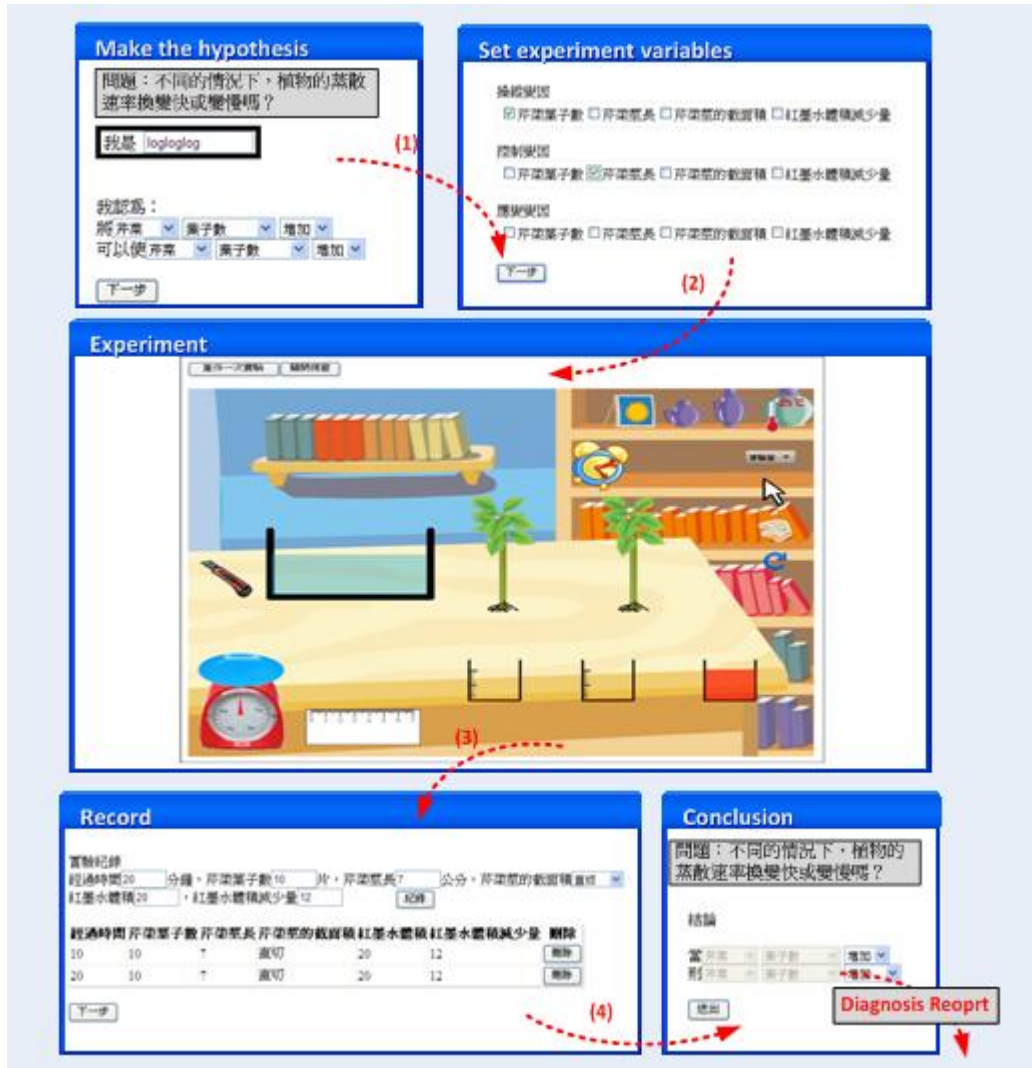 Make the hypothesis
問題：不同的情況下，植物的蒸散
速率換變快或變慢嗎？
我是 logloglog
我認為：
將 芹菜 葉子數 增加
可以使 芹菜 葉子數 增加
下一步
(1)
Set experiment variables
操縱變因
芹菜葉子數 芹菜莖長 芹菜莖的截面積 紅墨水體積減少量
控制變因
芹菜葉子數 芹菜莖長 芹菜莖的截面積 紅墨水體積減少量
應變變因
芹菜葉子數 芹菜莖長 芹菜莖的截面積 紅墨水體積減少量
下一步
(2)
Experiment
(3)
Record
實驗紀錄
經過時間 20 分鐘，芹菜葉子數 10 片，芹菜莖長 7 公分，芹菜莖的截面積 直切
紅墨水體積 20 ，紅墨水體積減少量 12 紀錄
經過時間 芹菜葉子數 芹菜莖長 芹菜莖的截面積 紅墨水體積 紅墨水體積減少量 刪除
10 10 7 直切 20 12 刪除
20 10 7 直切 20 12 刪除
下一步
(4)
Conclusion
問題：不同的情況下，植物的
蒸散速率換變快或變慢嗎？
結論
當 芹菜 葉子數 增加
則 芹菜 葉子數 增加
送出
Diagnosis Reoprt